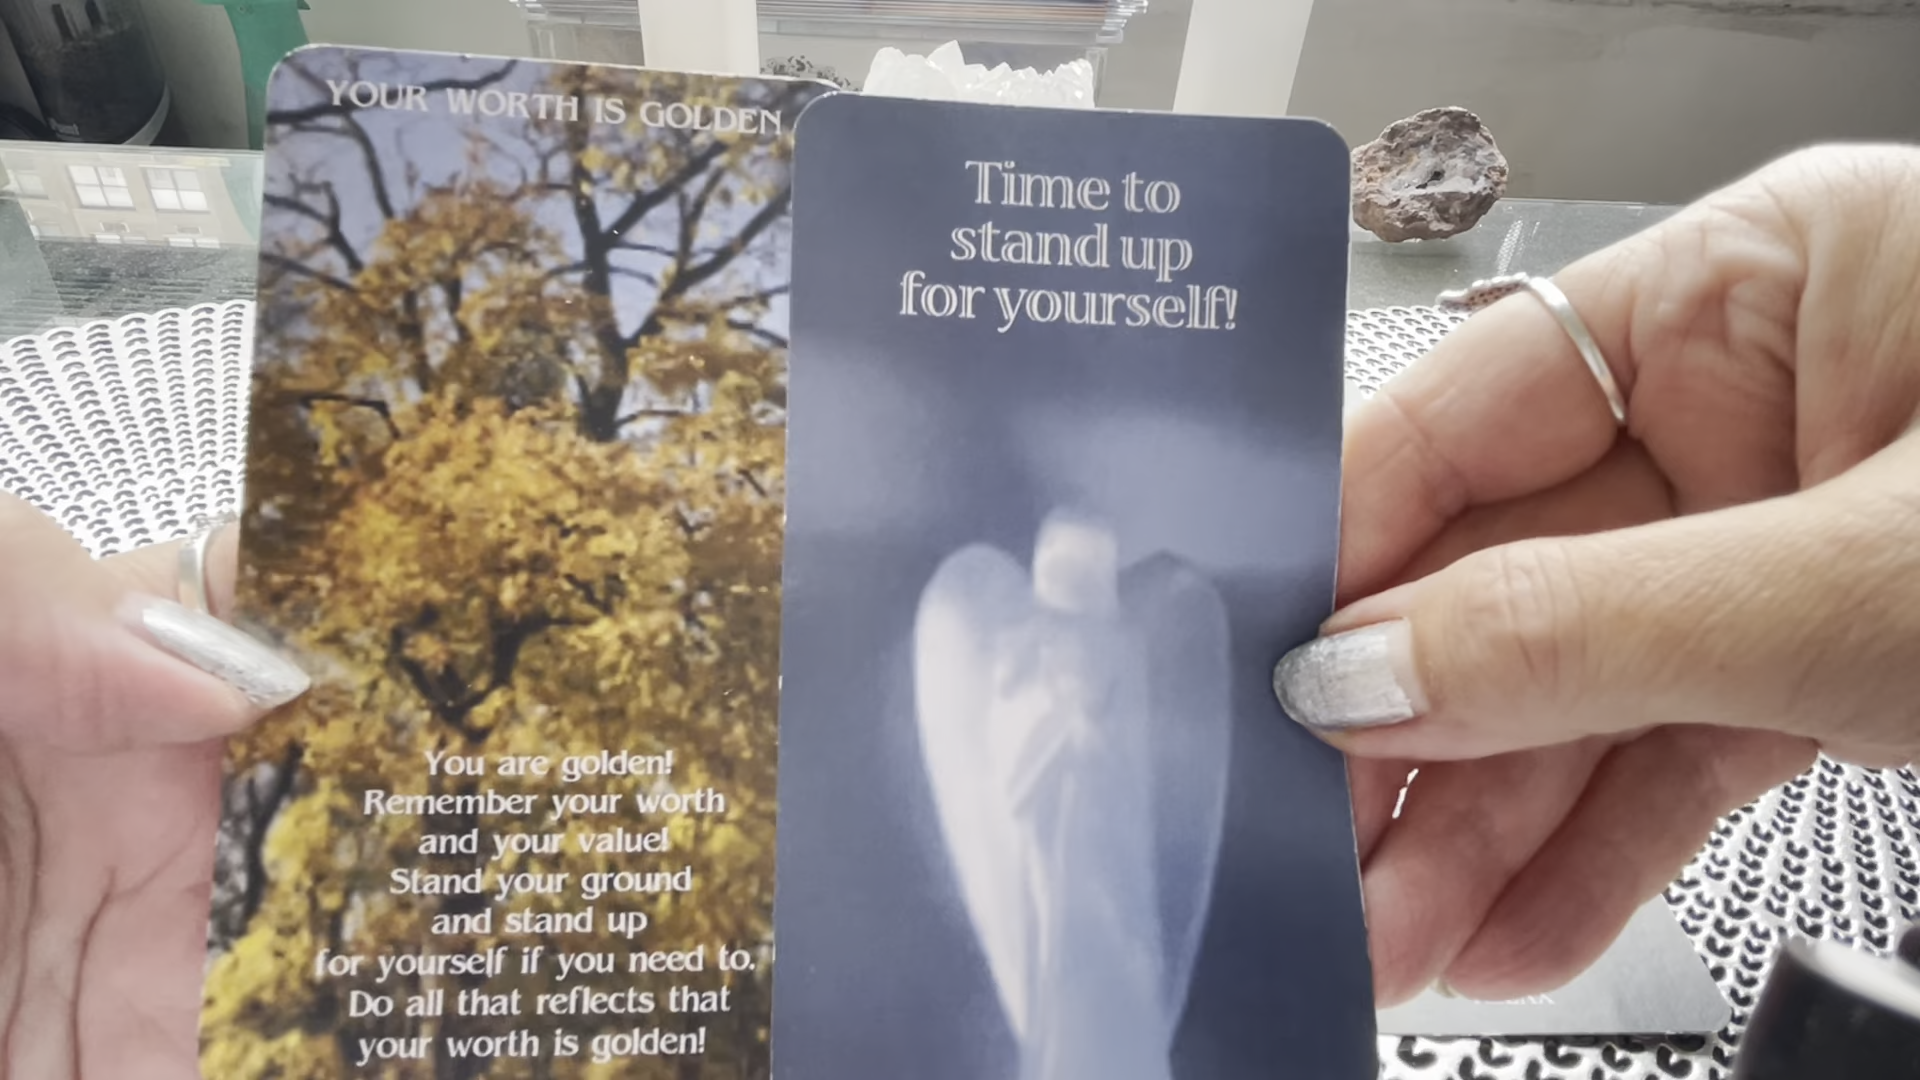 YOUR WORTH IS GOLDEN
You are golden!
Remember your worth
and your value!
Stand your ground
and stand up
for yourself if you need to.
Do all that reflects that
your worth is golden!
Time to
stand up
for yourself!